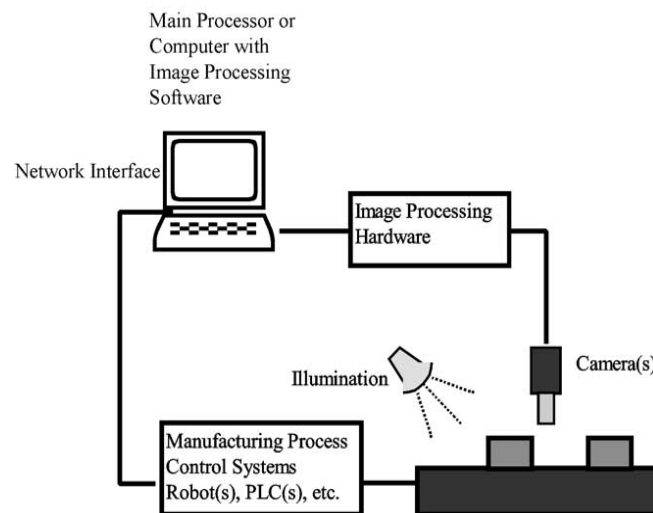 Main Processor or
Computer with
Image Processing
Software
Network Interface
Image Processing
Hardware
Illumination
Camera(s)
Manufacturing Process
Control Systems
Robot(s), PLC(s), etc.